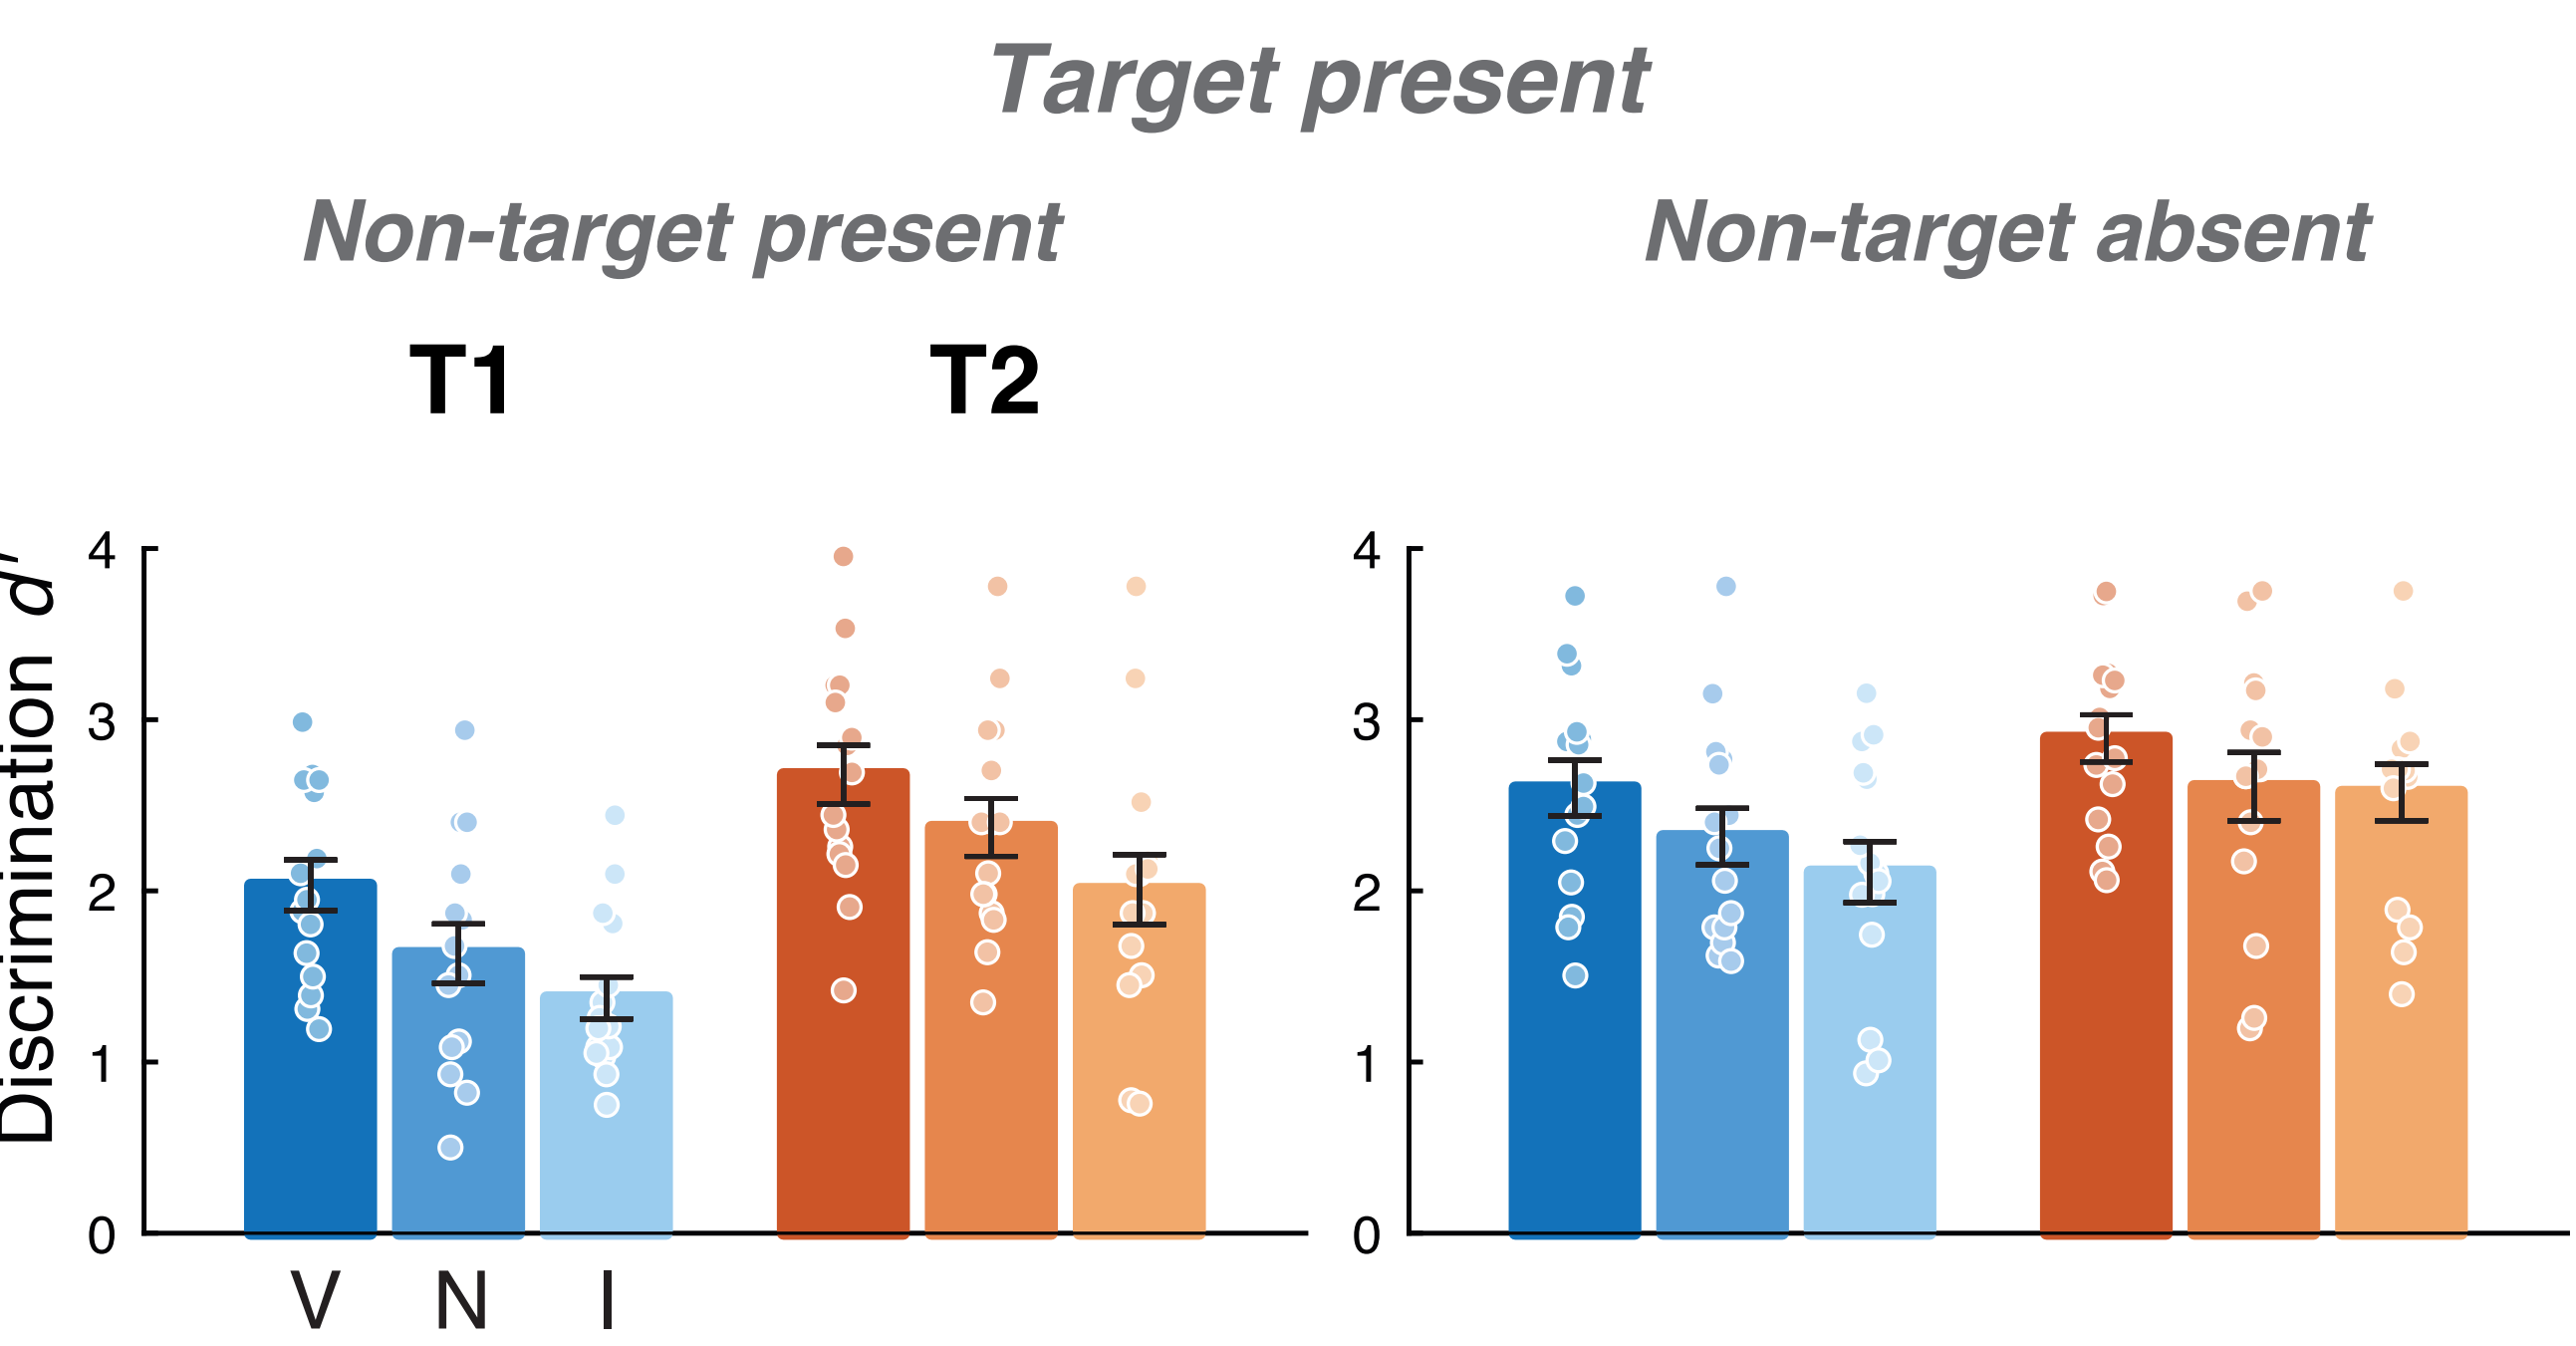 Target present
Non-target present
Non-target absent
T1
T2
Discrimination d'
4
3
2
1
0
V
N
I
4
3
2
1
0